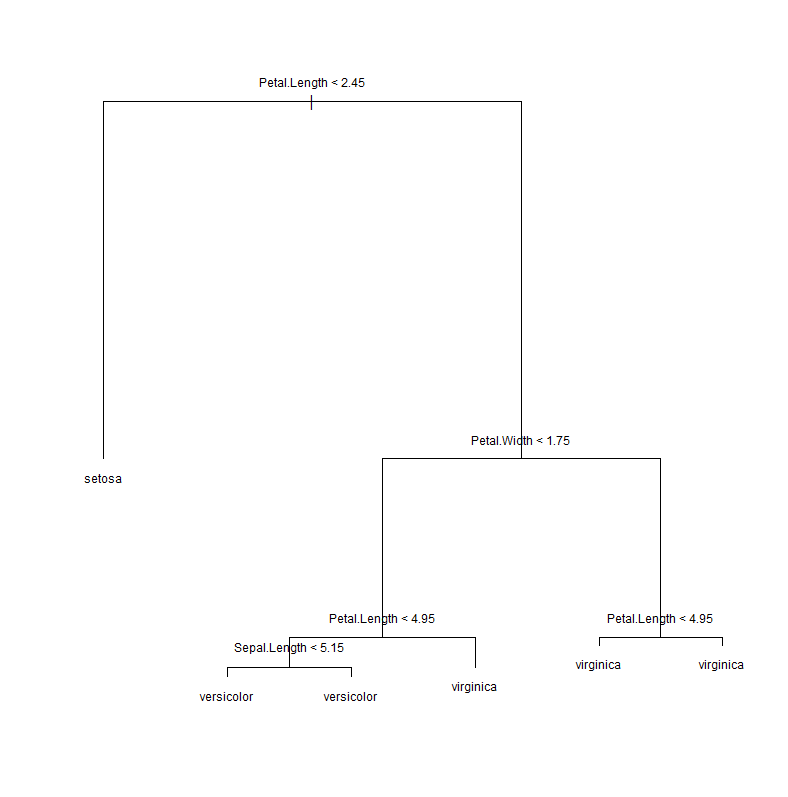 Petal.Length < 2.45
Petal.Width < 1.75
setosa
Petal.Length < 4.95
Petal.Length < 4.95
Sepal.Length < 5.15
virginica
virginica
virginica
versicolor
versicolor